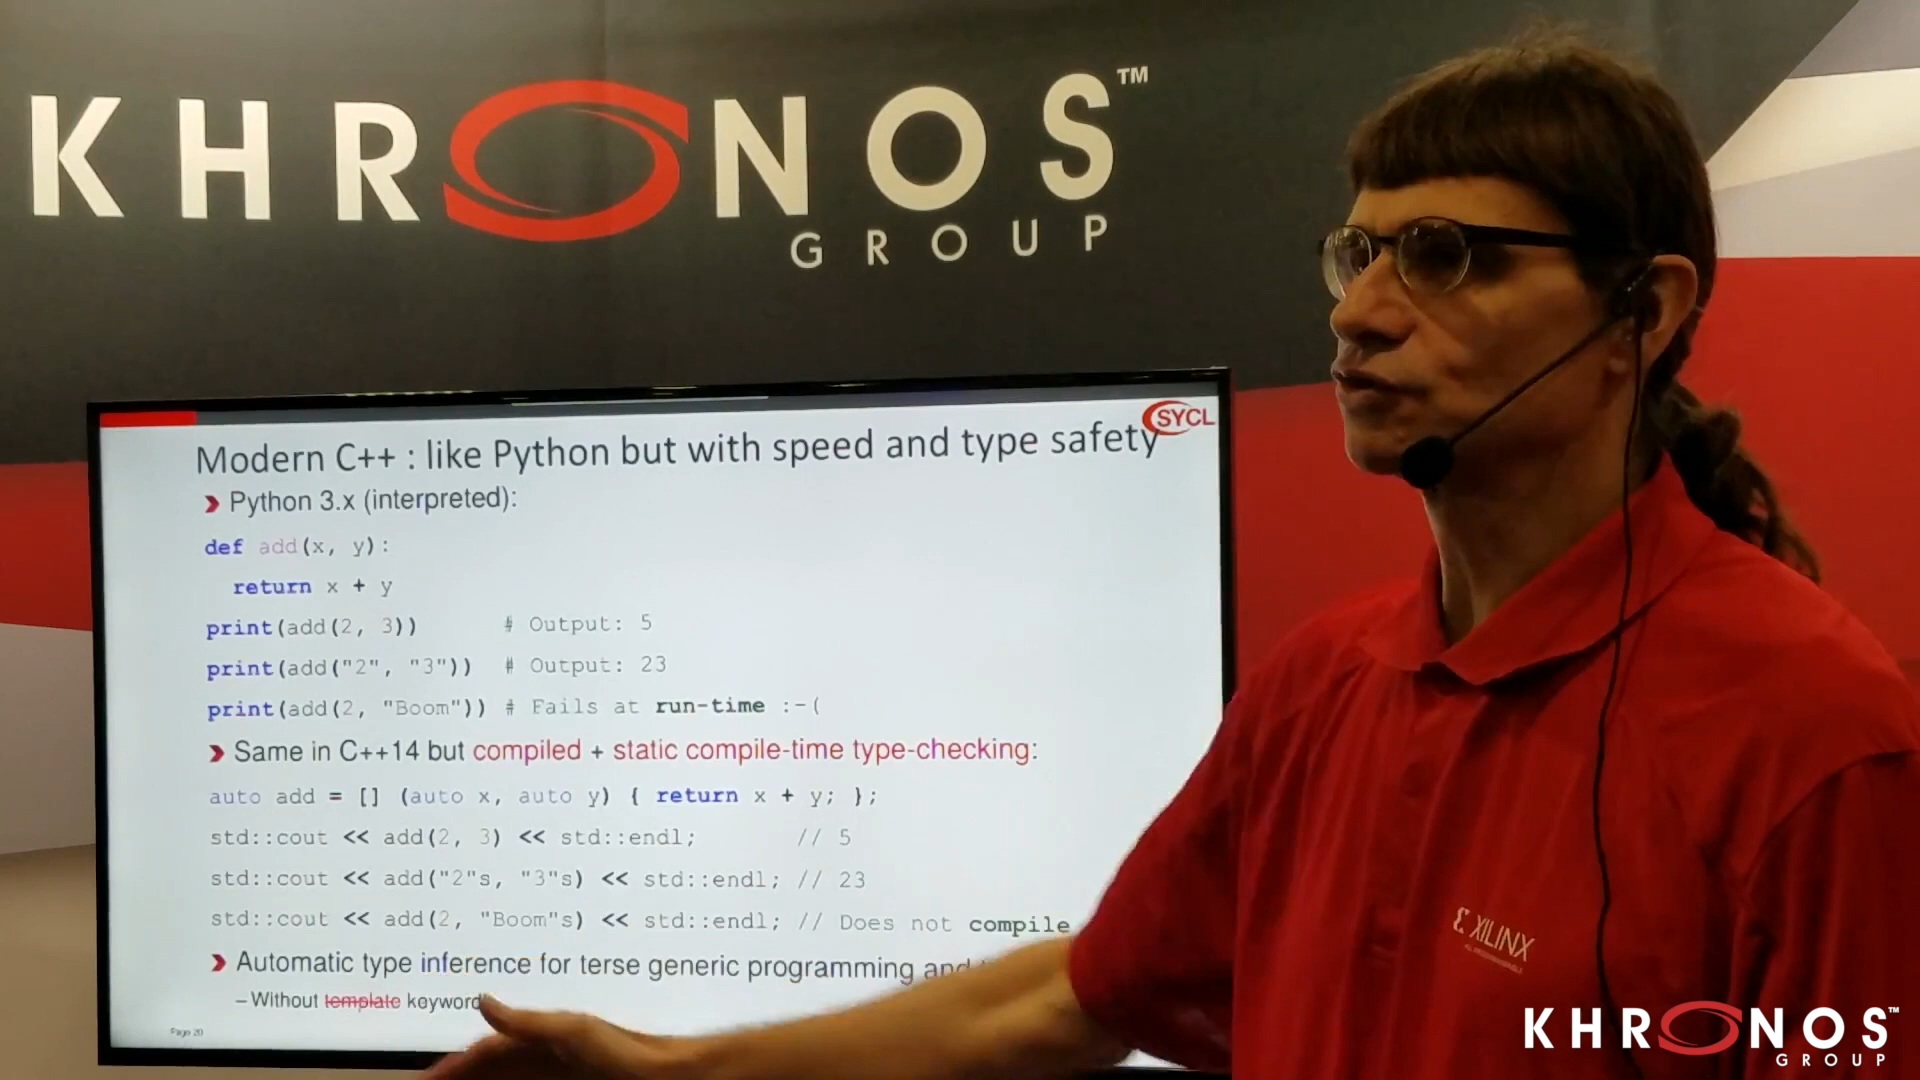 KHRONOS™
GROUP
SYCL
Modern C++ : like Python but with speed and type safety
Python 3.x (interpreted):
def add(x, y):
return x + y
print(add(2, 3)) # Output: 5
print(add("2", "3")) # Output: 23
print(add(2, "Boom")) # Fails at run-time :-(
Same in C++14 but compiled + static compile-time type-checking:
auto add = [] (auto x, auto y) { return x + y; };
std::cout << add(2, 3) << std::endl; // 5
std::cout << add("2"s, "3"s) << std::endl; // 23
std::cout << add(2, "Boom"s) << std::endl; // Does not compile
Automatic type inference for terse generic programming and
– Without template keyword
Page 20
XILINX
KHRONOS™
GROUP